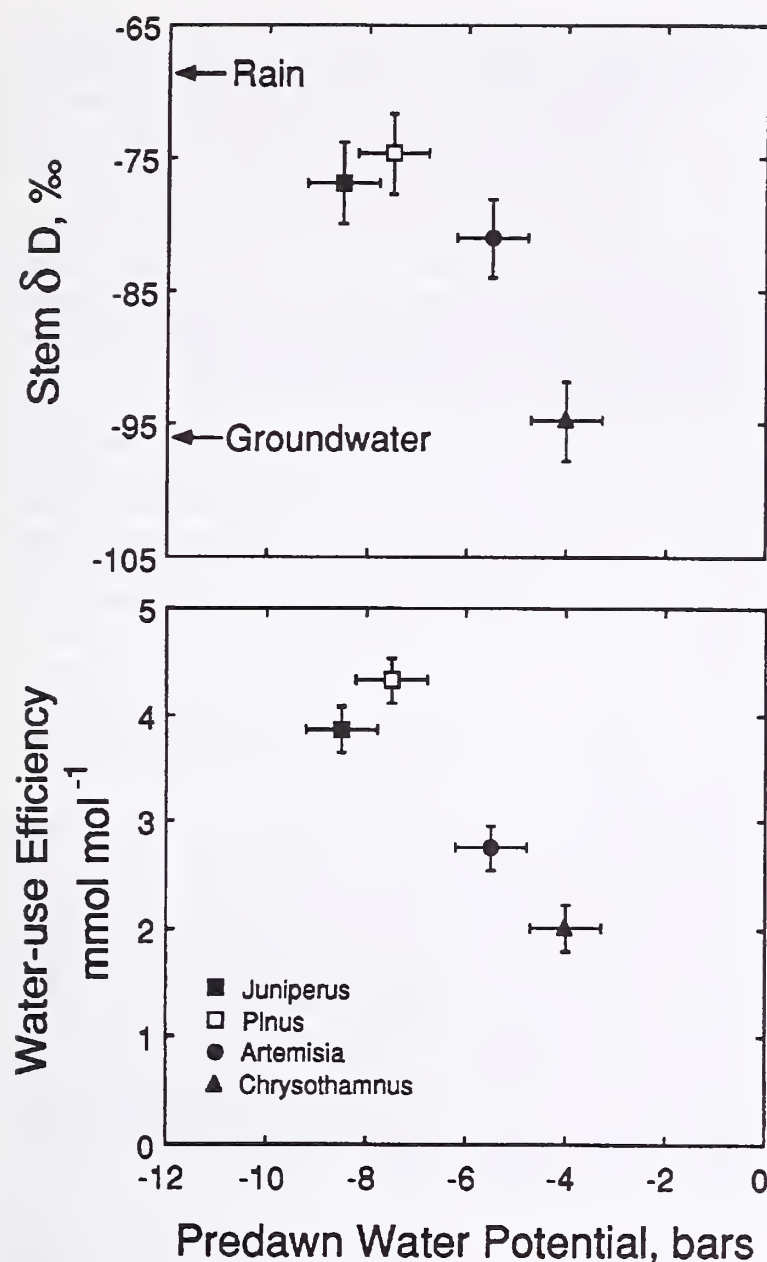 -65
Rain
-75
-85
-95
Groundwater
-105
Stem δ D, ‰
5
4
3
2
1
0
Water-use Efficiency
mmol mol⁻¹
Juniperus
Pinus
Artemisia
Chrysothamnus
-12 -10 -8 -6 -4 -2 0
Predawn Water Potential, bars